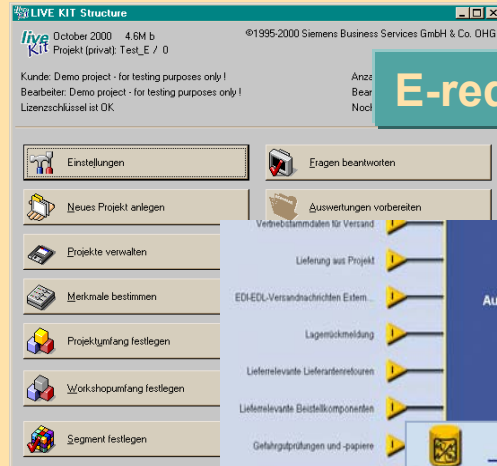 LIVE KIT Structure
live Kit
October 2000 4.6M b
©1995-2000 Siemens Business Services GmbH & Co. OHG
Projekt (privat): Test_E / 0
Kunde: Demo project - for testing purposes only !
Anza
Bearbeiter: Demo project - for testing purposes only !
Bear
Lizenzschlüssel ist OK
Noch
E-rec
Einstellungen
Fragen beantworten
Neues Projekt anlegen
Auswertungen vorbereiten
Projekte verwalten
Merkmale bestimmen
Projektumfang festlegen
Workshopumfang festlegen
Segment festlegen
Vertriebstammdaten für Versand
Lieferung aus Projekt
EDI-EDL-Versandnachrichten Extern...
Au
Lagerrückmeldung
Lieferrelevante Lieferantenretouren
Lieferrelevante Beistellkomponenten
Gefahrgutprüfungen und -papiere